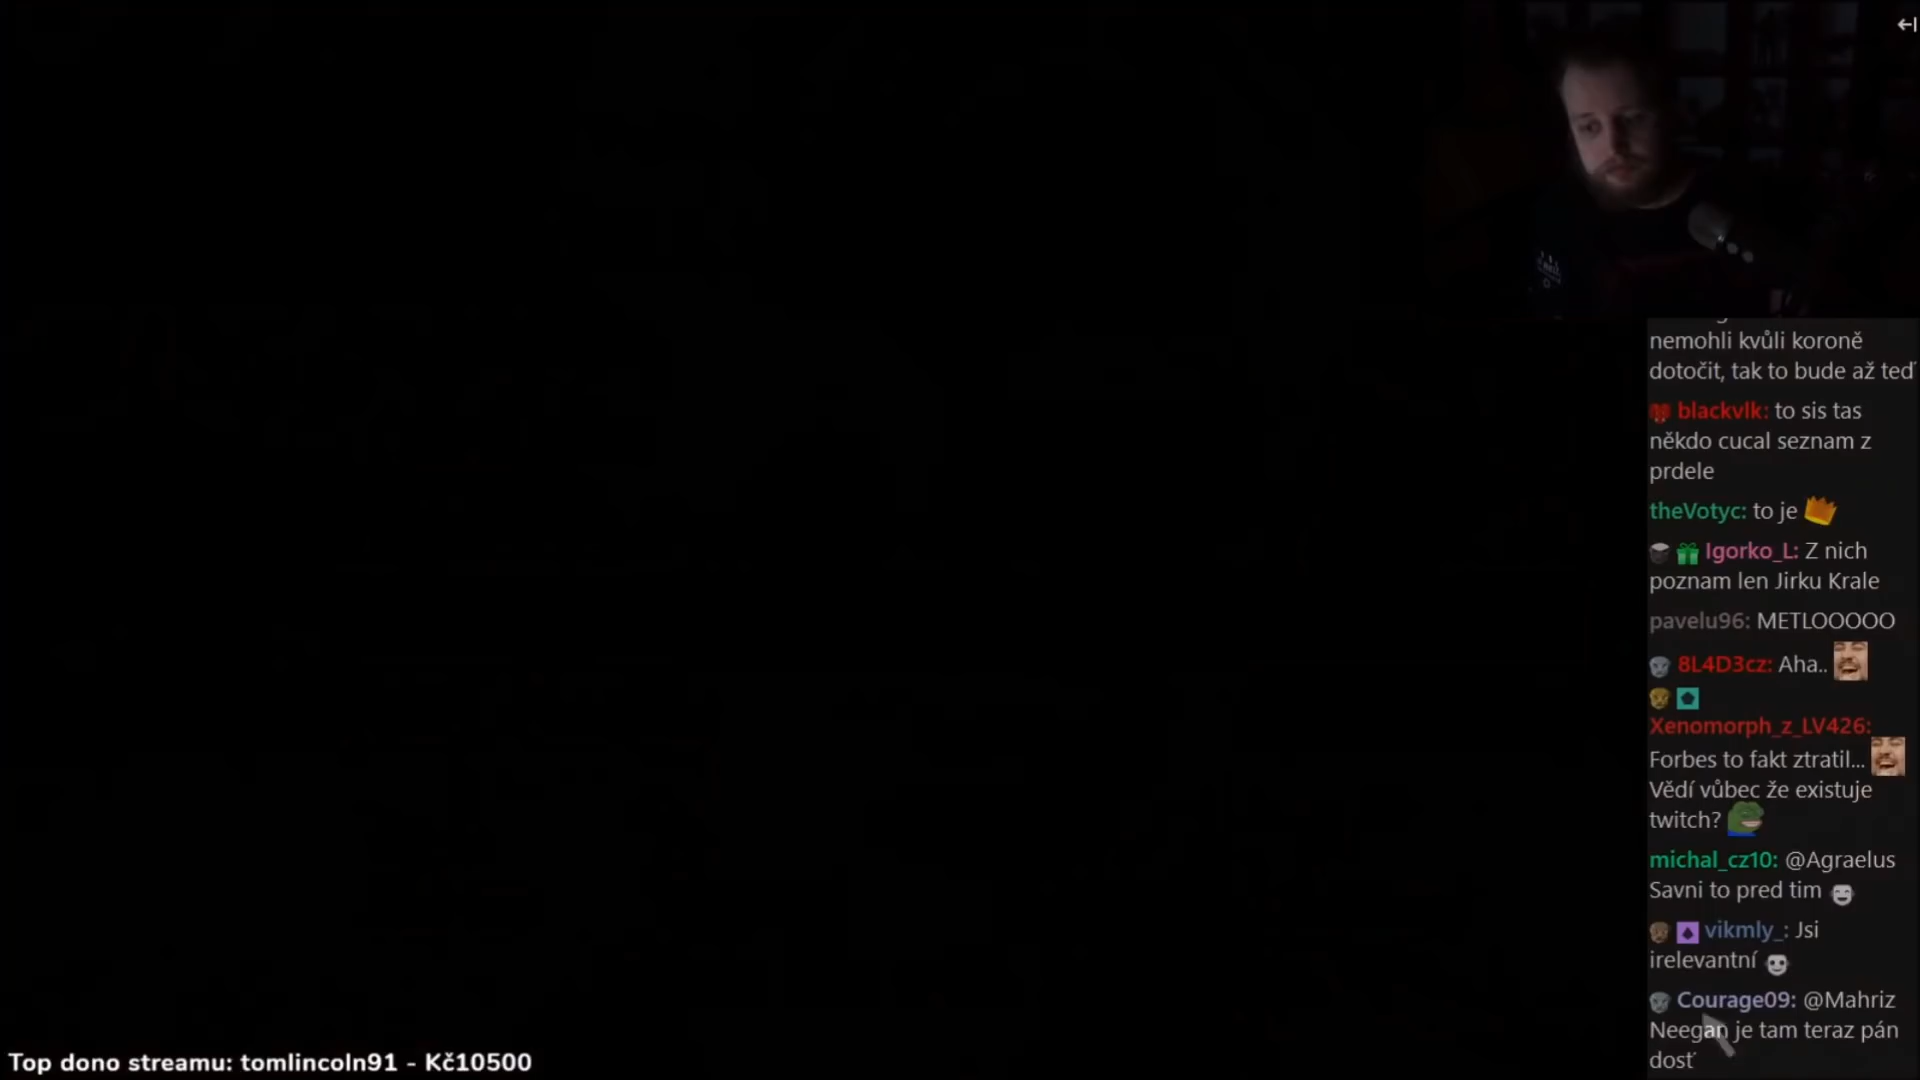 nemohli kvůli koroně
dotočit, tak to bude až teď
blackvlk: to sis tas
někdo cucal seznam z
prdele
theVotyc: to je
Igorko_L: Z nich
poznam len Jirku Krale
pavelu96: METLOOOOO
8L4D3cz: Aha..
Xenomorph_z_LV426:
Forbes to fakt ztratil...
Vědí vůbec že existuje
twitch?
michal_cz10: @Agraelus
Savni to pred tim
vikmly_: Jsi
irelevantní
Courage09: @Mahriz
Neegan je tam teraz pán
dosť
Top dono streamu: tomlincoln91 - Kč10500